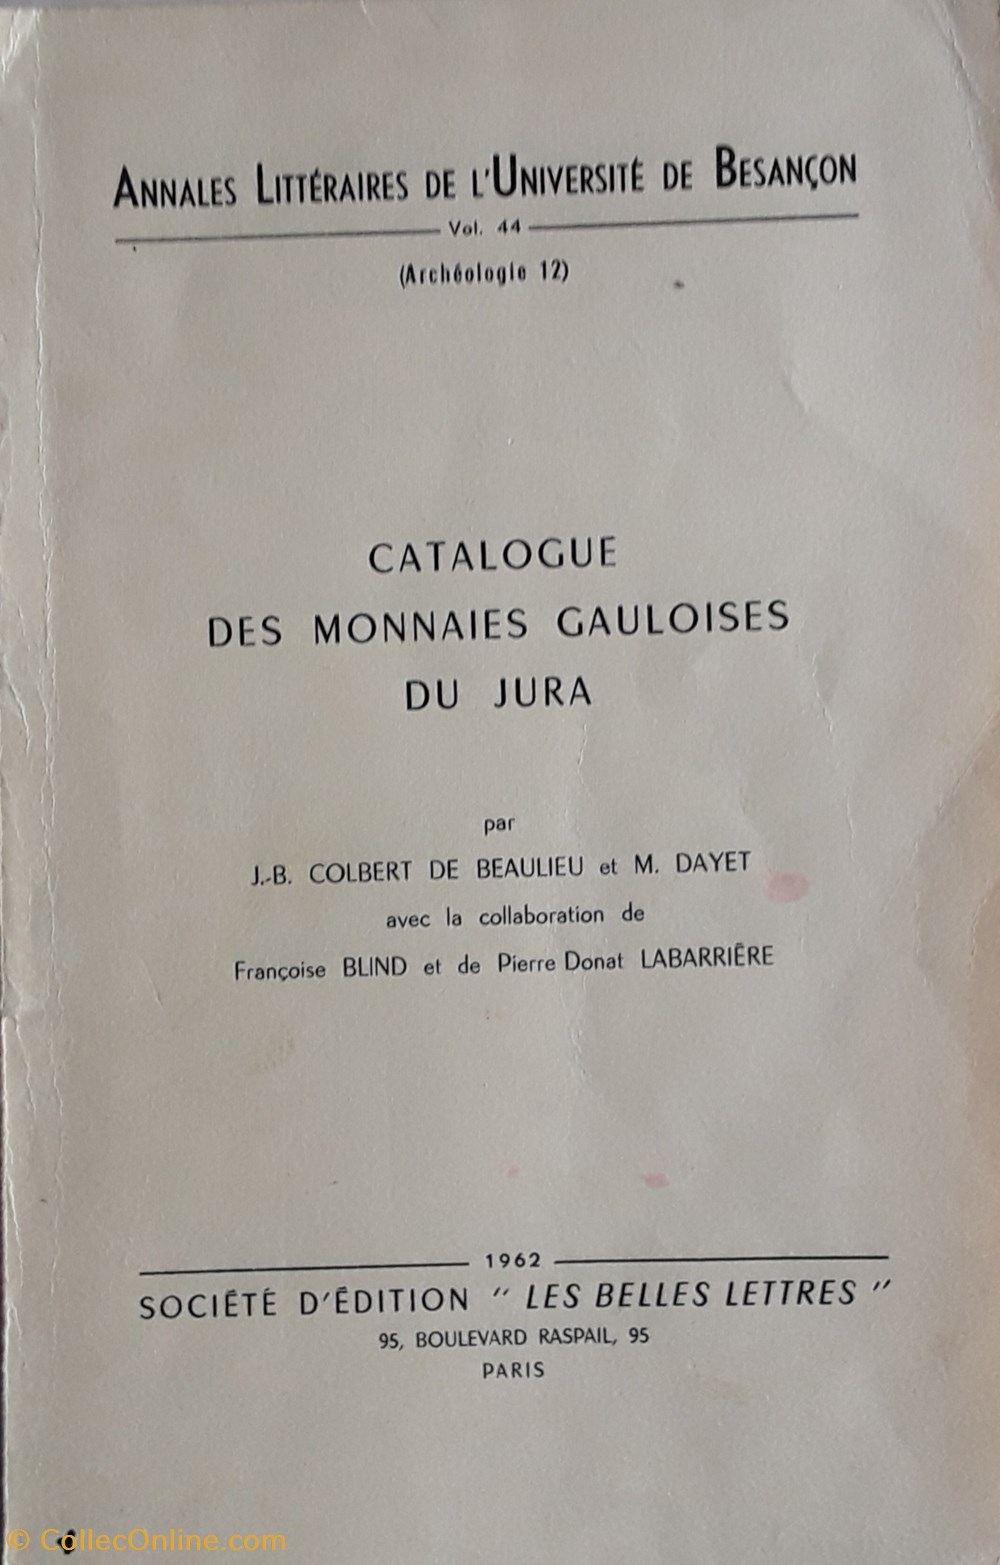 ANNALES LITTÉRAIRES DE L'UNIVERSITÉ DE BESANÇON
Vol. 44
(Archéologie 12)
CATALOGUE
DES MONNAIES GAULOISES
DU JURA
par
J.-B. COLBERT DE BEAULIEU et M. DAYET
avec la collaboration de
Françoise BLIND et de Pierre Donat LABARRIÈRE
1962
SOCIÉTÉ D'ÉDITION " LES BELLES LETTRES "
95, BOULEVARD RASPAIL, 95
PARIS
© CollecOnline.com